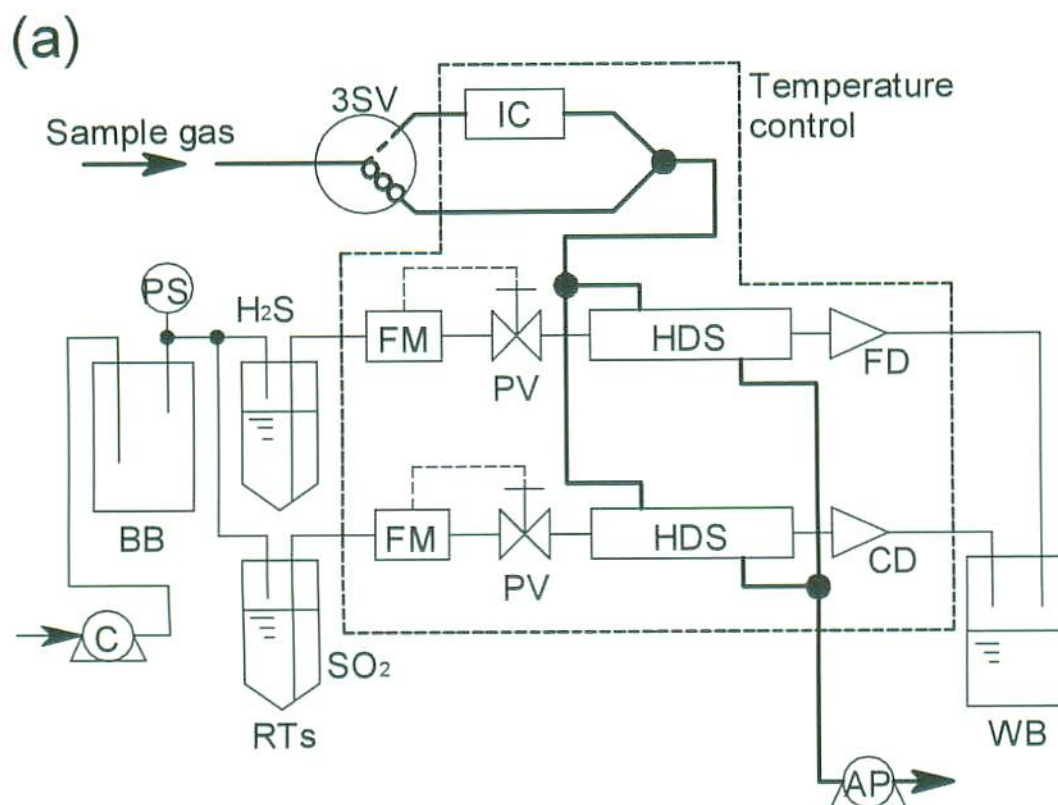 (a)
3SV
IC
Temperature
control
Sample gas
PS
H₂S
FM
PV
HDS
FD
BB
FM
PV
HDS
CD
C
SO₂
RTs
WB
AP